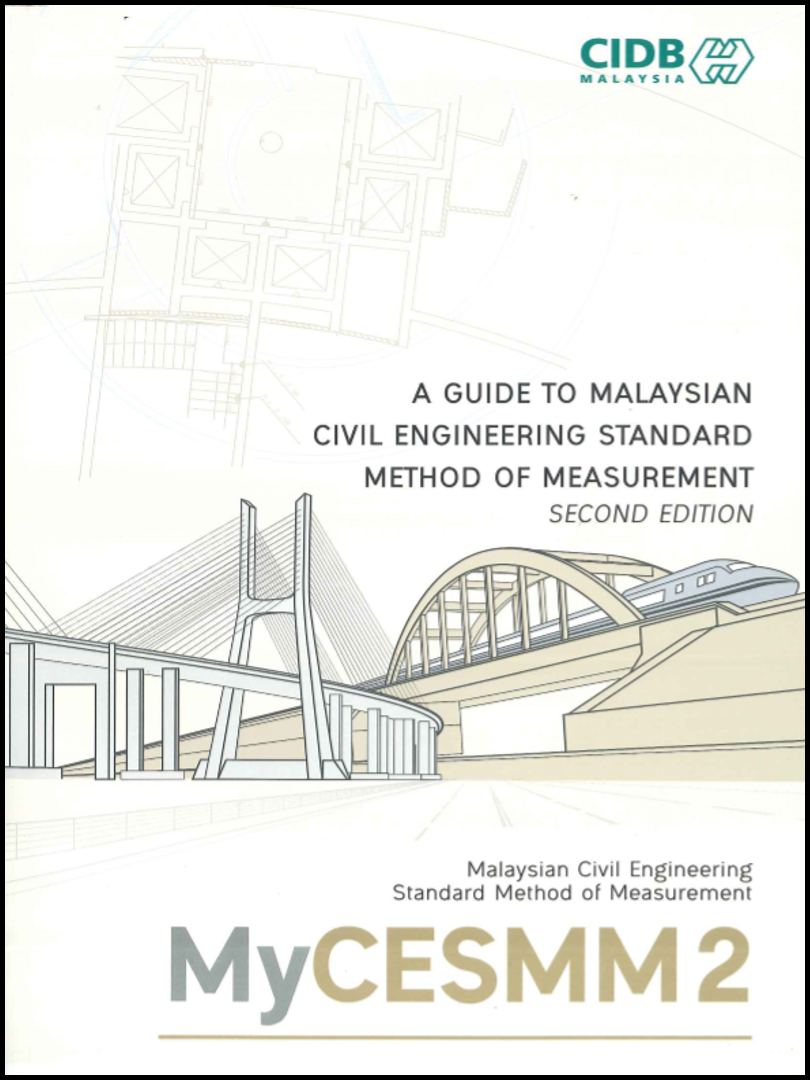 CIDB
MALAYSIA
A GUIDE TO MALAYSIAN
CIVIL ENGINEERING STANDARD
METHOD OF MEASUREMENT
SECOND EDITION
Malaysian Civil Engineering
Standard Method of Measurement
MyCESMM2